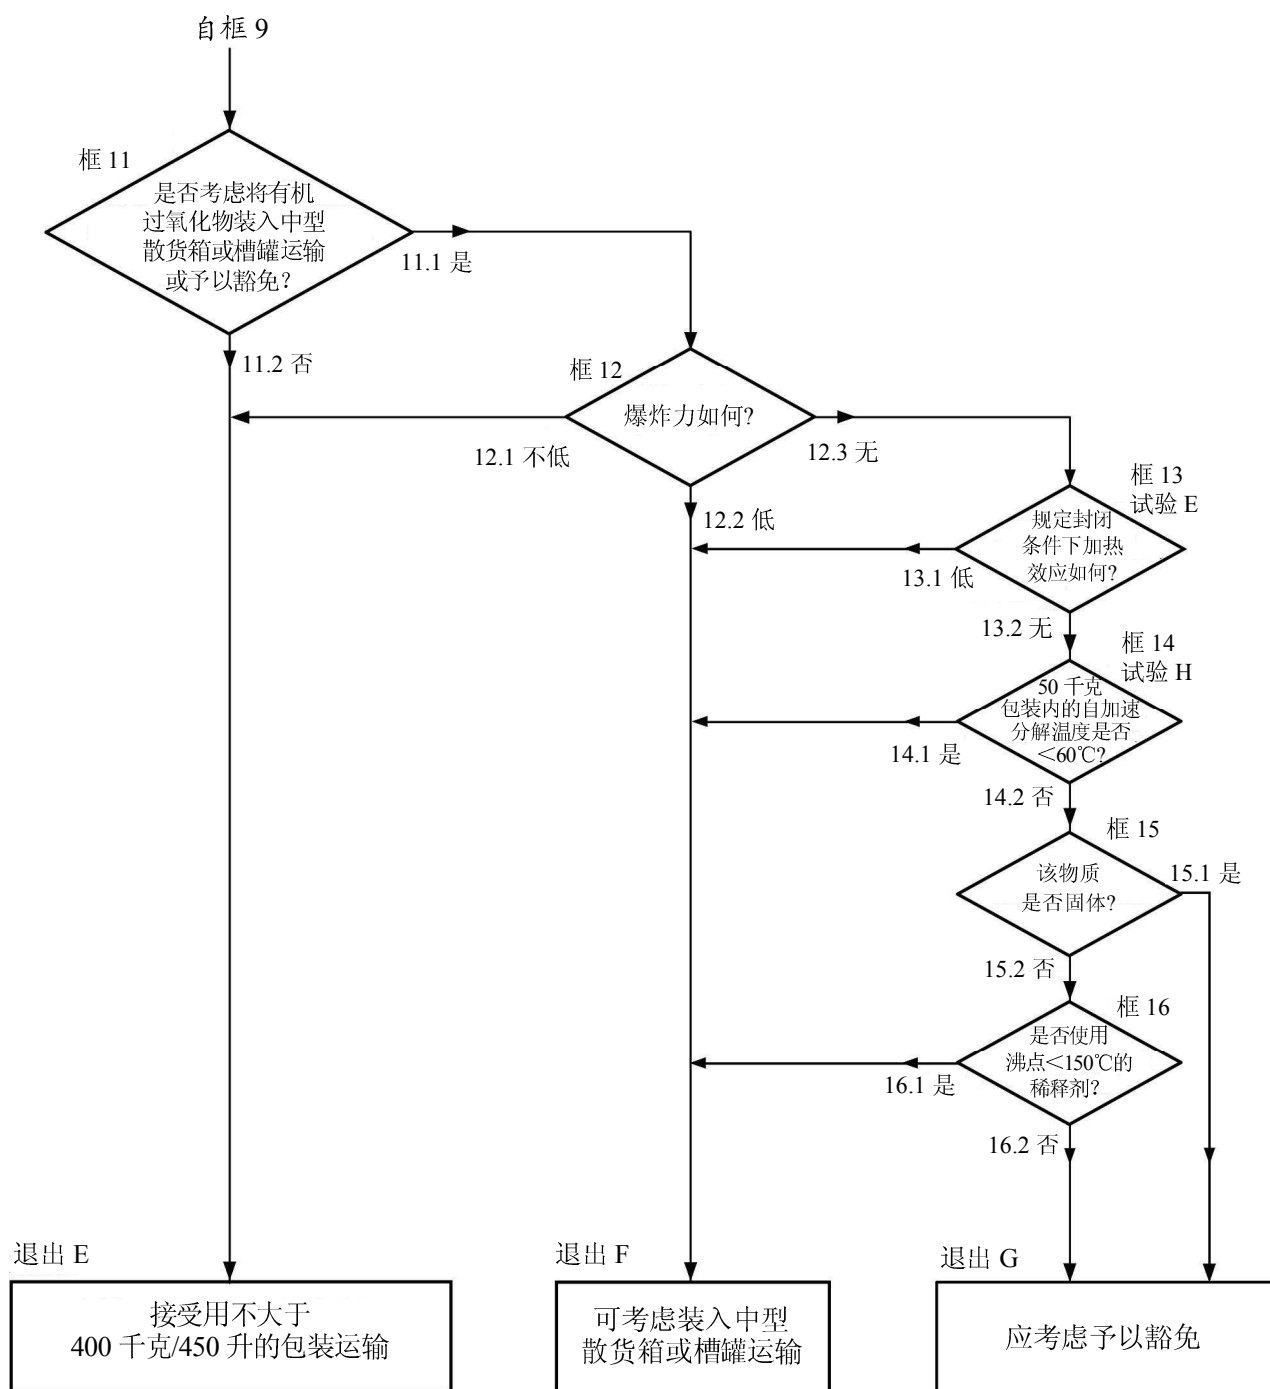 自框 9
框 11
是否考虑将有机
过氧化物装入中型
散货箱或槽罐运输
或予以豁免?
11.1 是
11.2 否
框 12
爆炸力如何?
12.1 不低
12.3 无
12.2 低
框 13
试验 E
规定封闭
条件下加热
效应如何?
13.1 低
13.2 无
框 14
试验 H
50 千克
包装内的自加速
分解温度是否
<60℃?
14.1 是
14.2 否
框 15
该物质
是否固体?
15.1 是
15.2 否
框 16
是否使用
沸点<150℃的
稀释剂?
16.1 是
16.2 否
退出 E
接受用不大于
400 千克/450 升的包装运输
退出 F
可考虑装入中型
散货箱或槽罐运输
退出 G
应考虑予以豁免